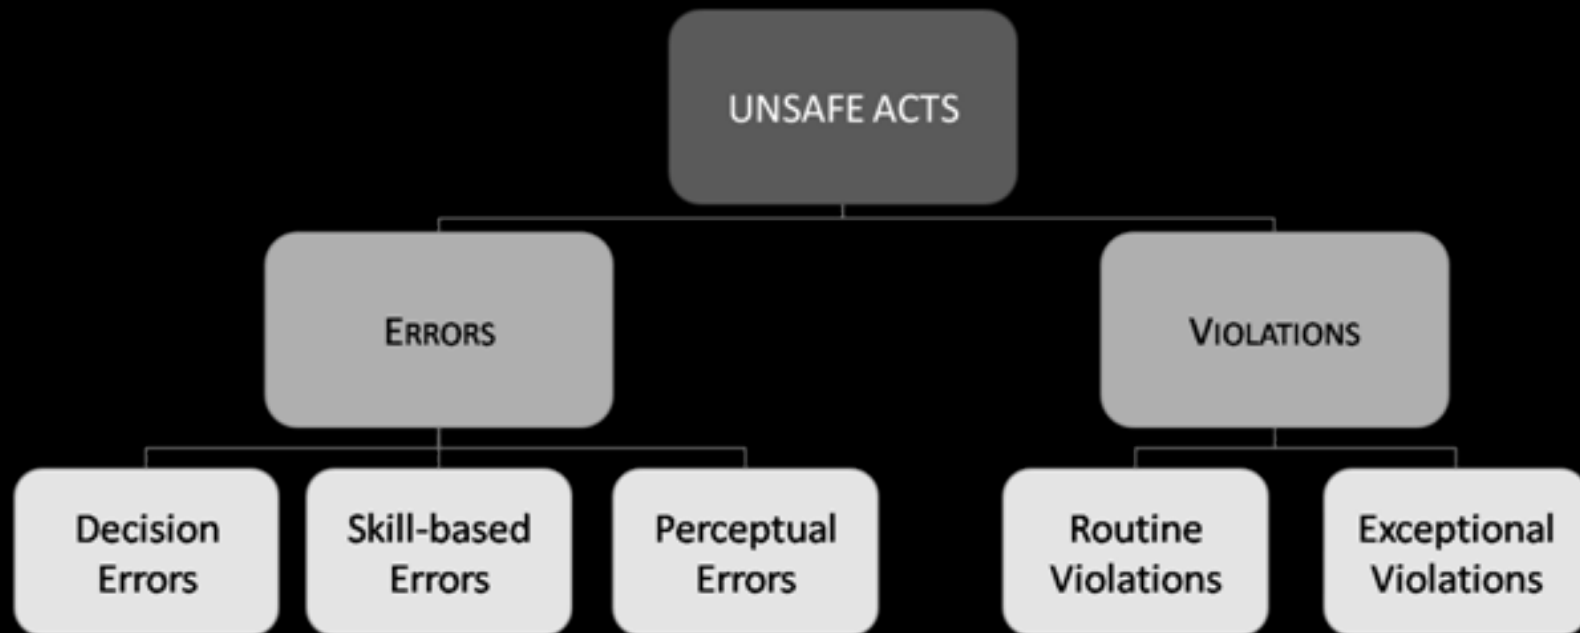 UNSAFE ACTS
ERRORS
VIOLATIONS
Decision
Errors
Skill-based
Errors
Perceptual
Errors
Routine
Violations
Exceptional
Violations